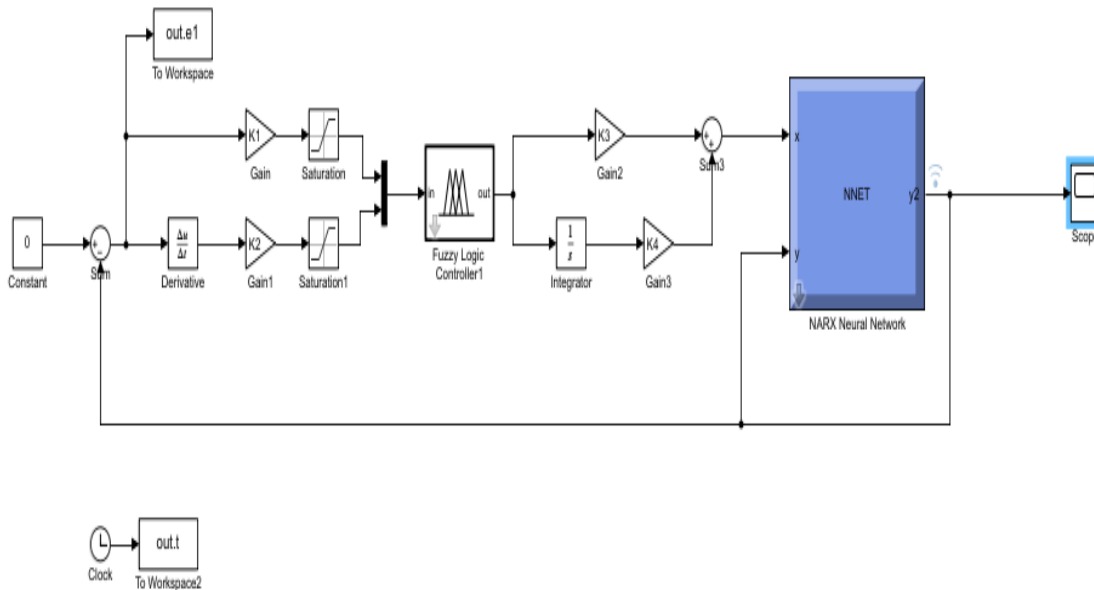 out.e1
To Workspace
K1
Gain
Saturation
K3
Gain2
Sum3
x
NNET
y2
Scop
in
out
Fuzzy Logic
Controller1
0
Constant
Sum
Δu
Δt
Derivative
K2
Gain1
Saturation1
1
s
Integrator
K4
Gain3
y
NARX Neural Network
Clock
out.t
To Workspace2